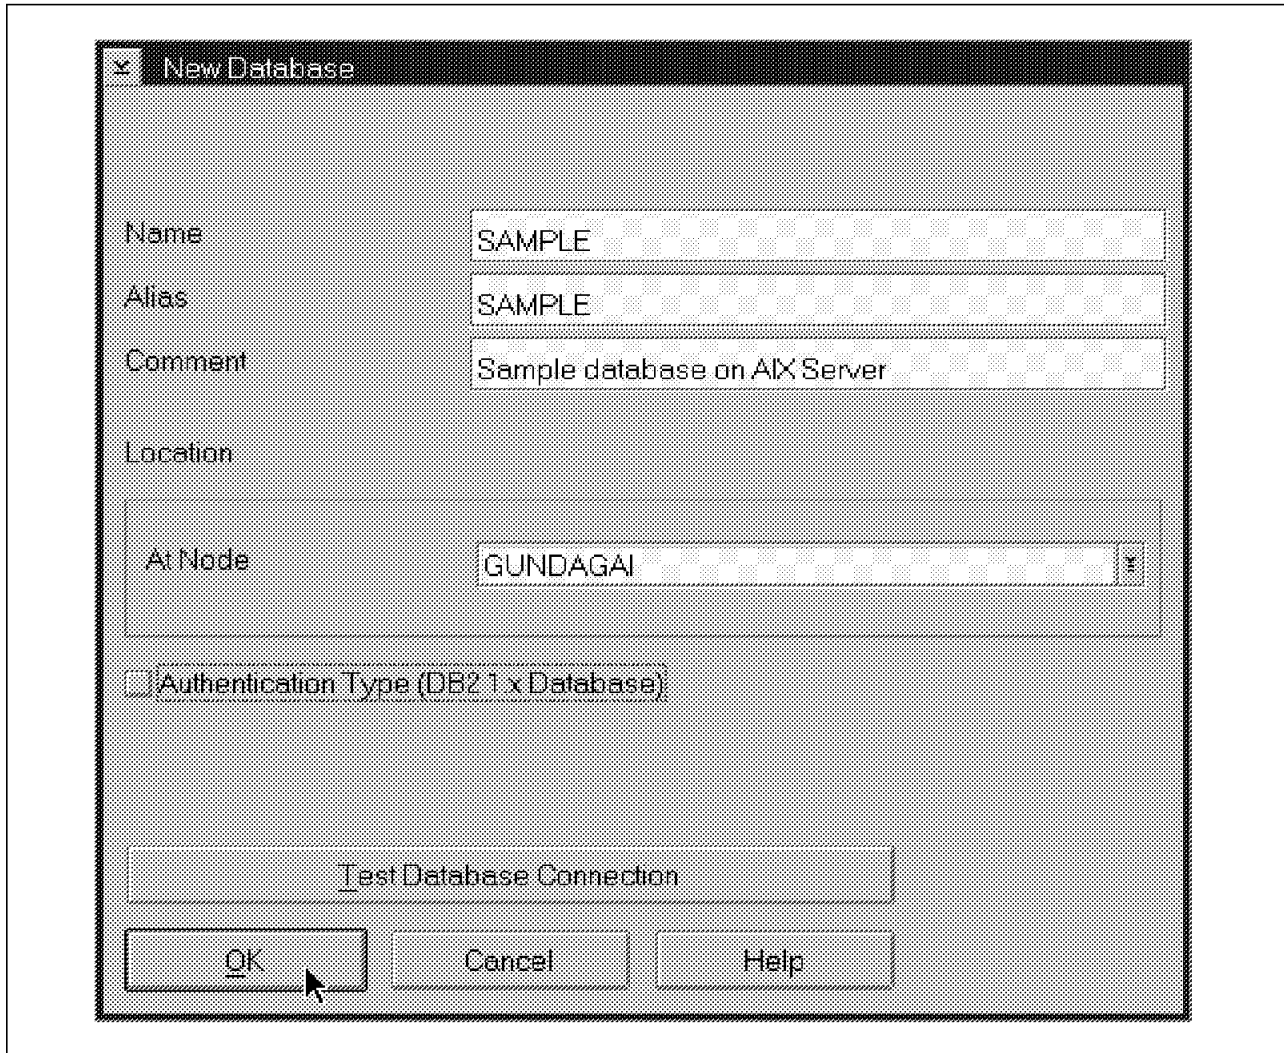 New Database
Name SAMPLE
Alias SAMPLE
Comment Sample database on AIX Server
Location
At Node GUNDAGAI
Authentication Type (DB2 1 x Database)
Test Database Connection
OK Cancel Help